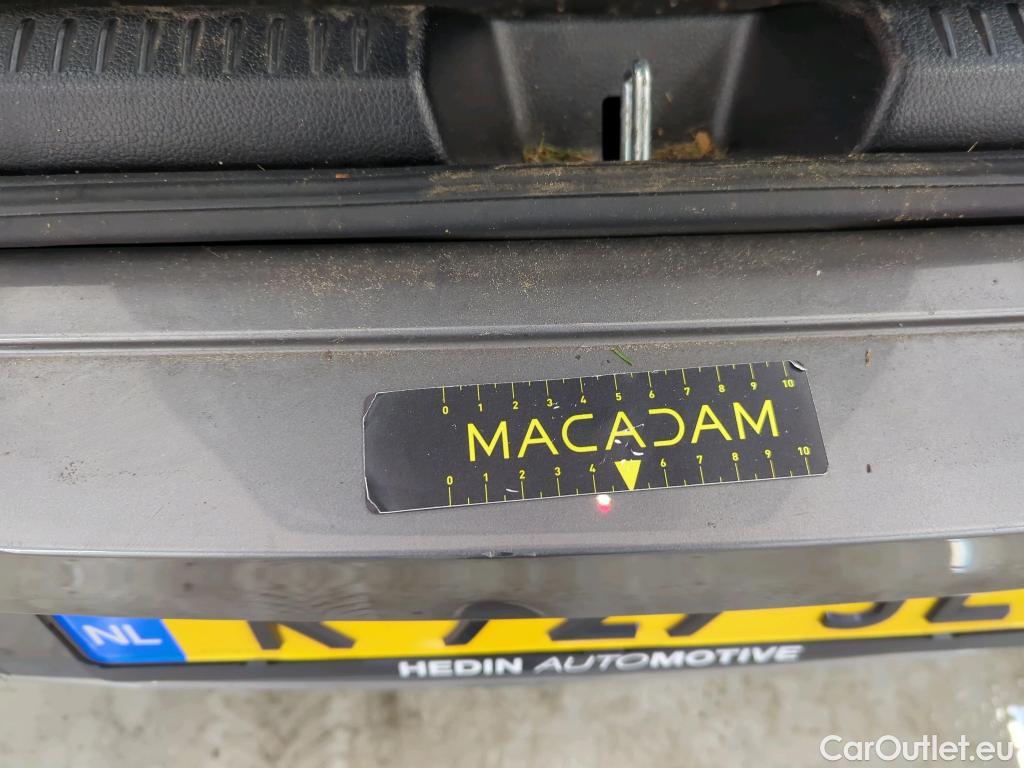 0 1 2 3 4 5 6 7 8 9 10
MACADAM
0 1 2 3 4 6 7 8 9 10
NL
HEDIN AUTOMOTIVE
CarOutlet.eu